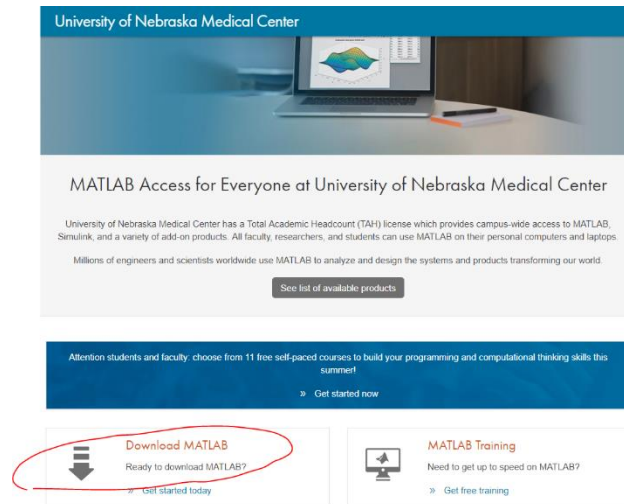 University of Nebraska Medical Center
MATLAB Access for Everyone at University of Nebraska Medical Center
University of Nebraska Medical Center has a Total Academic Headcount (TAH) license which provides campus-wide access to MATLAB,
Simulink, and a variety of add-on products. All faculty, researchers, and students can use MATLAB on their personal computers and laptops.
Millions of engineers and scientists worldwide use MATLAB to analyze and design the systems and products transforming our world.
See list of available products
Attention students and faculty: choose from 11 free self-paced courses to build your programming and computational thinking skills this
summer!
» Get started now
Download MATLAB
Ready to download MATLAB?
» Get started today
MATLAB Training
Need to get up to speed on MATLAB?
» Get free training